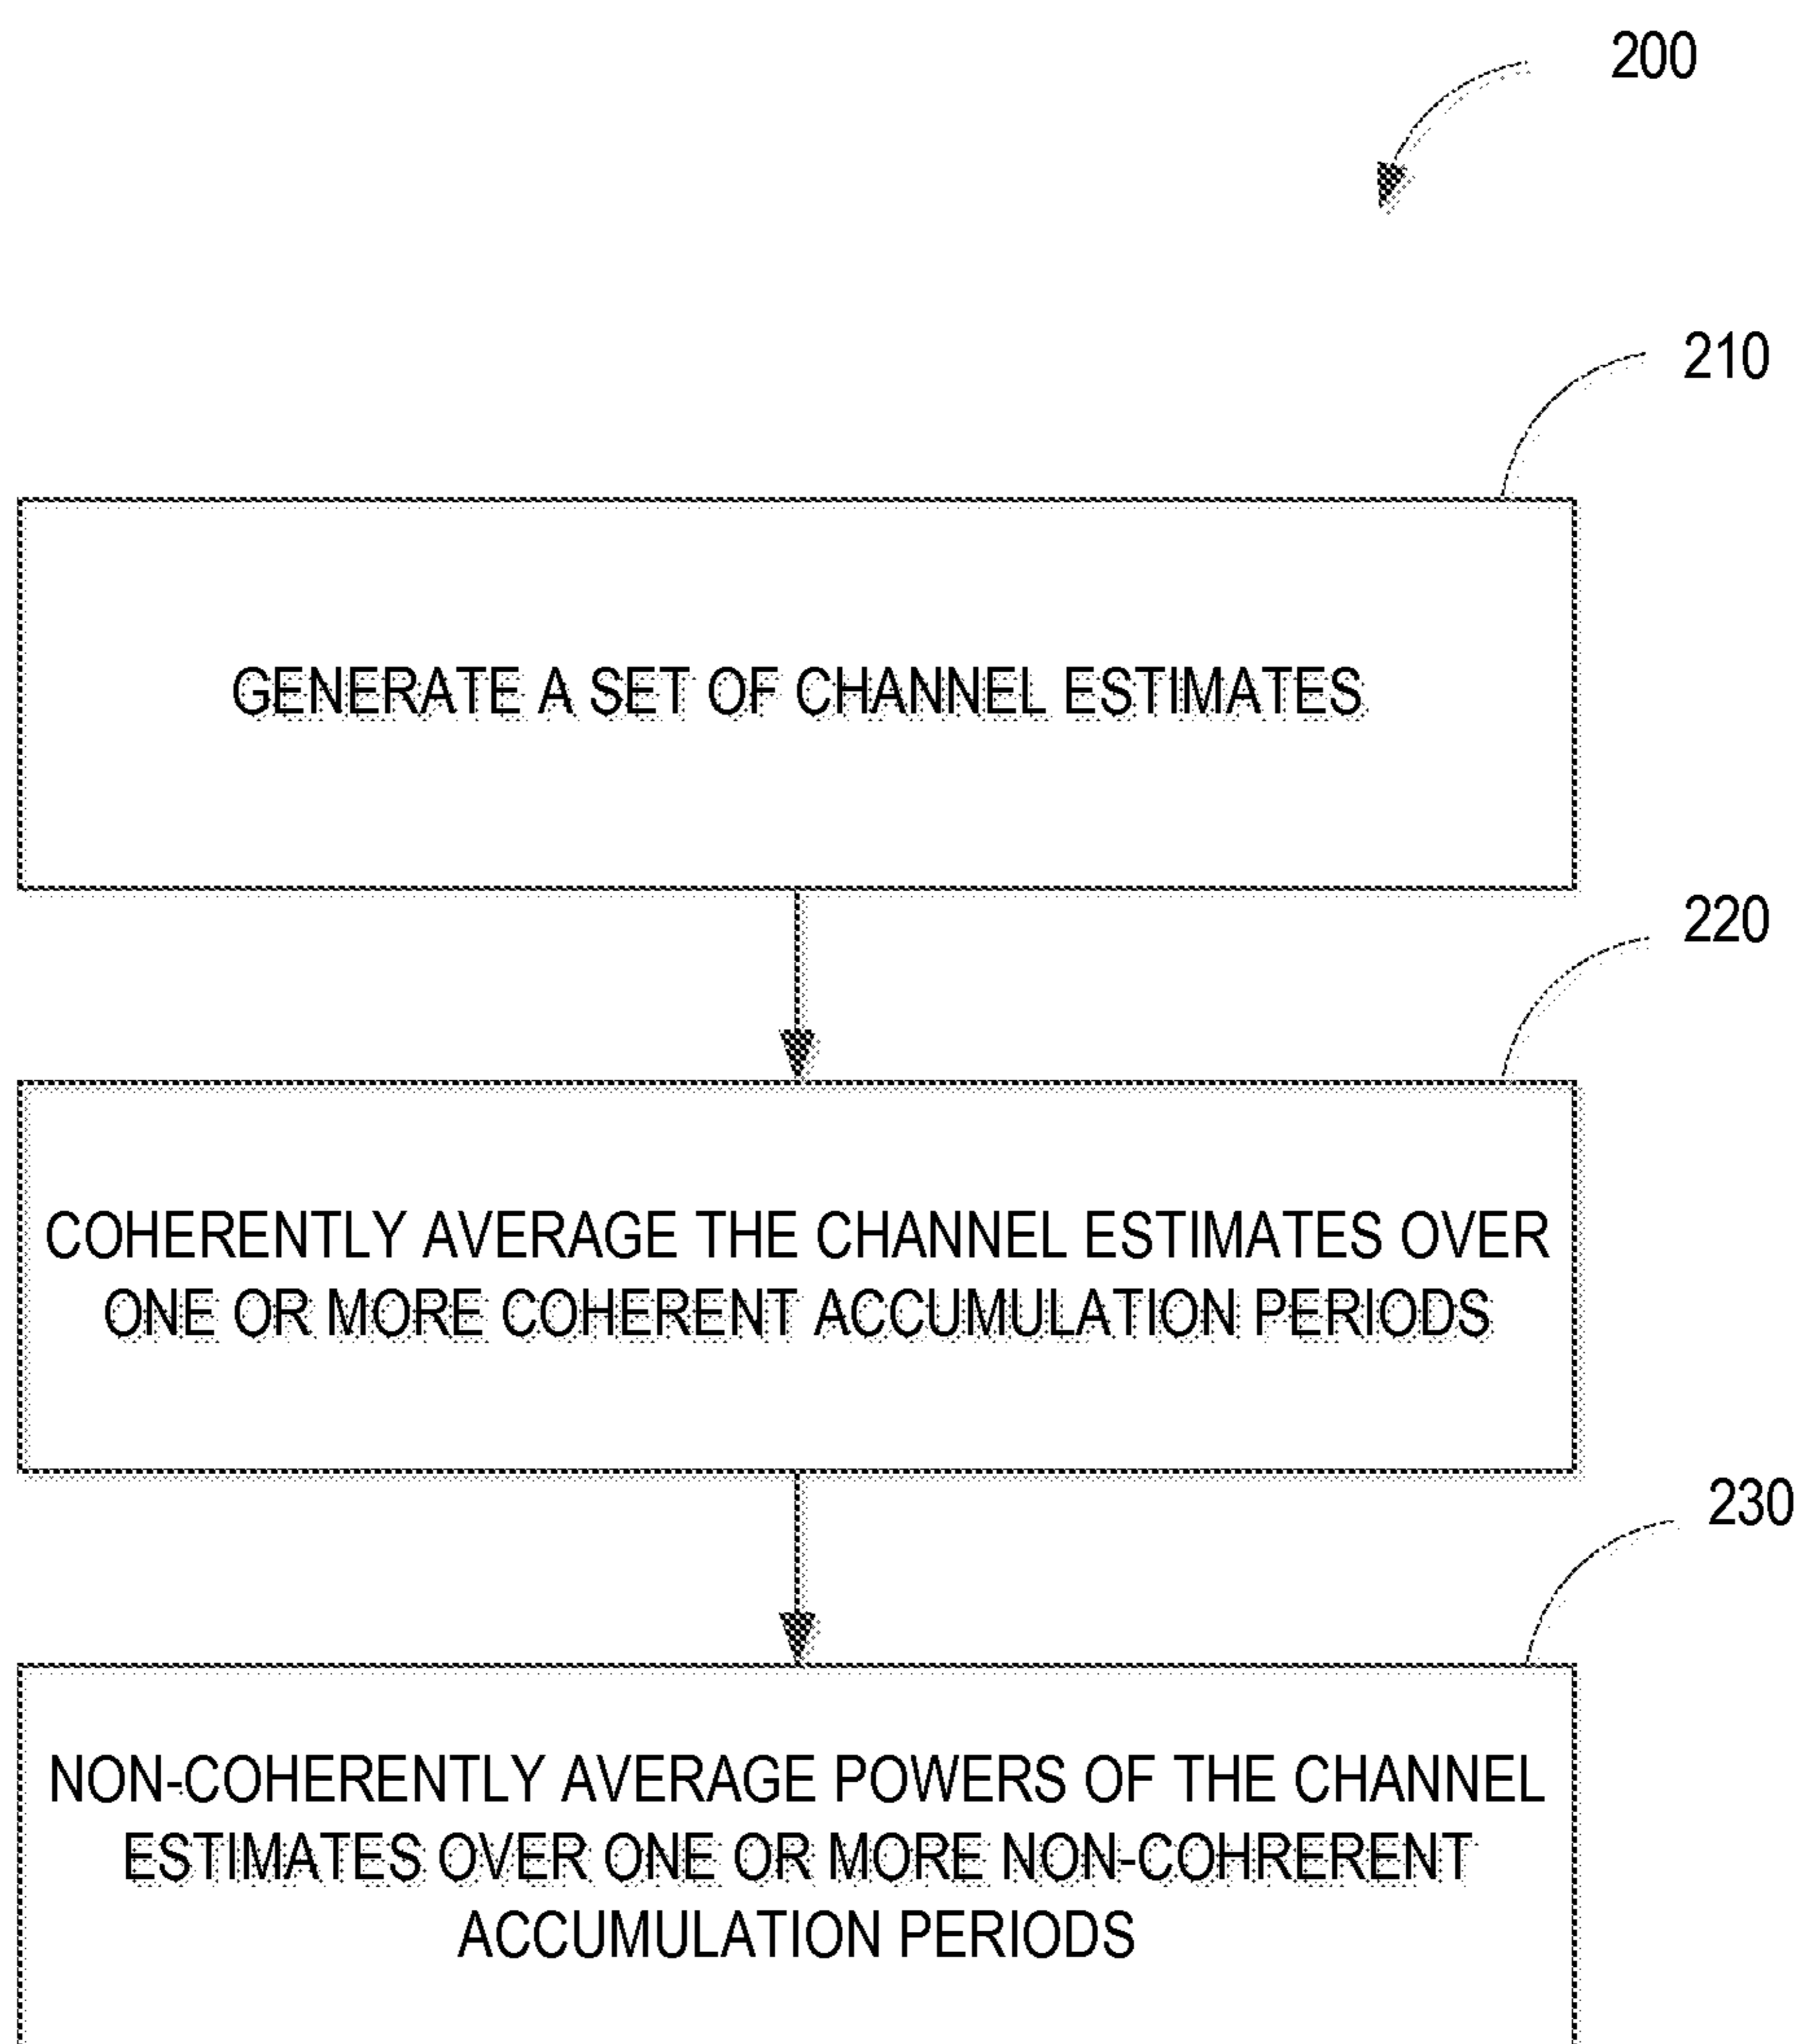 200
210
GENERATE A SET OF CHANNEL ESTIMATES
220
COHERENTLY AVERAGE THE CHANNEL ESTIMATES OVER
ONE OR MORE COHERENT ACCUMULATION PERIODS
230
NON-COHERENTLY AVERAGE POWERS OF THE CHANNEL
ESTIMATES OVER ONE OR MORE NON-COHRERENT
ACCUMULATION PERIODS